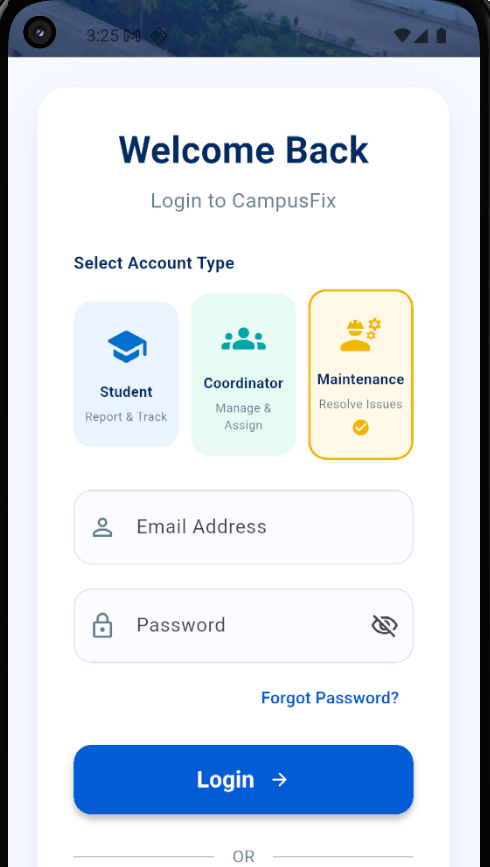 3:25
Welcome Back
Login to CampusFix
Select Account Type
Student
Report & Track
Coordinator
Manage &
Assign
Maintenance
Resolve Issues
Email Address
Password
Forgot Password?
Login
OR